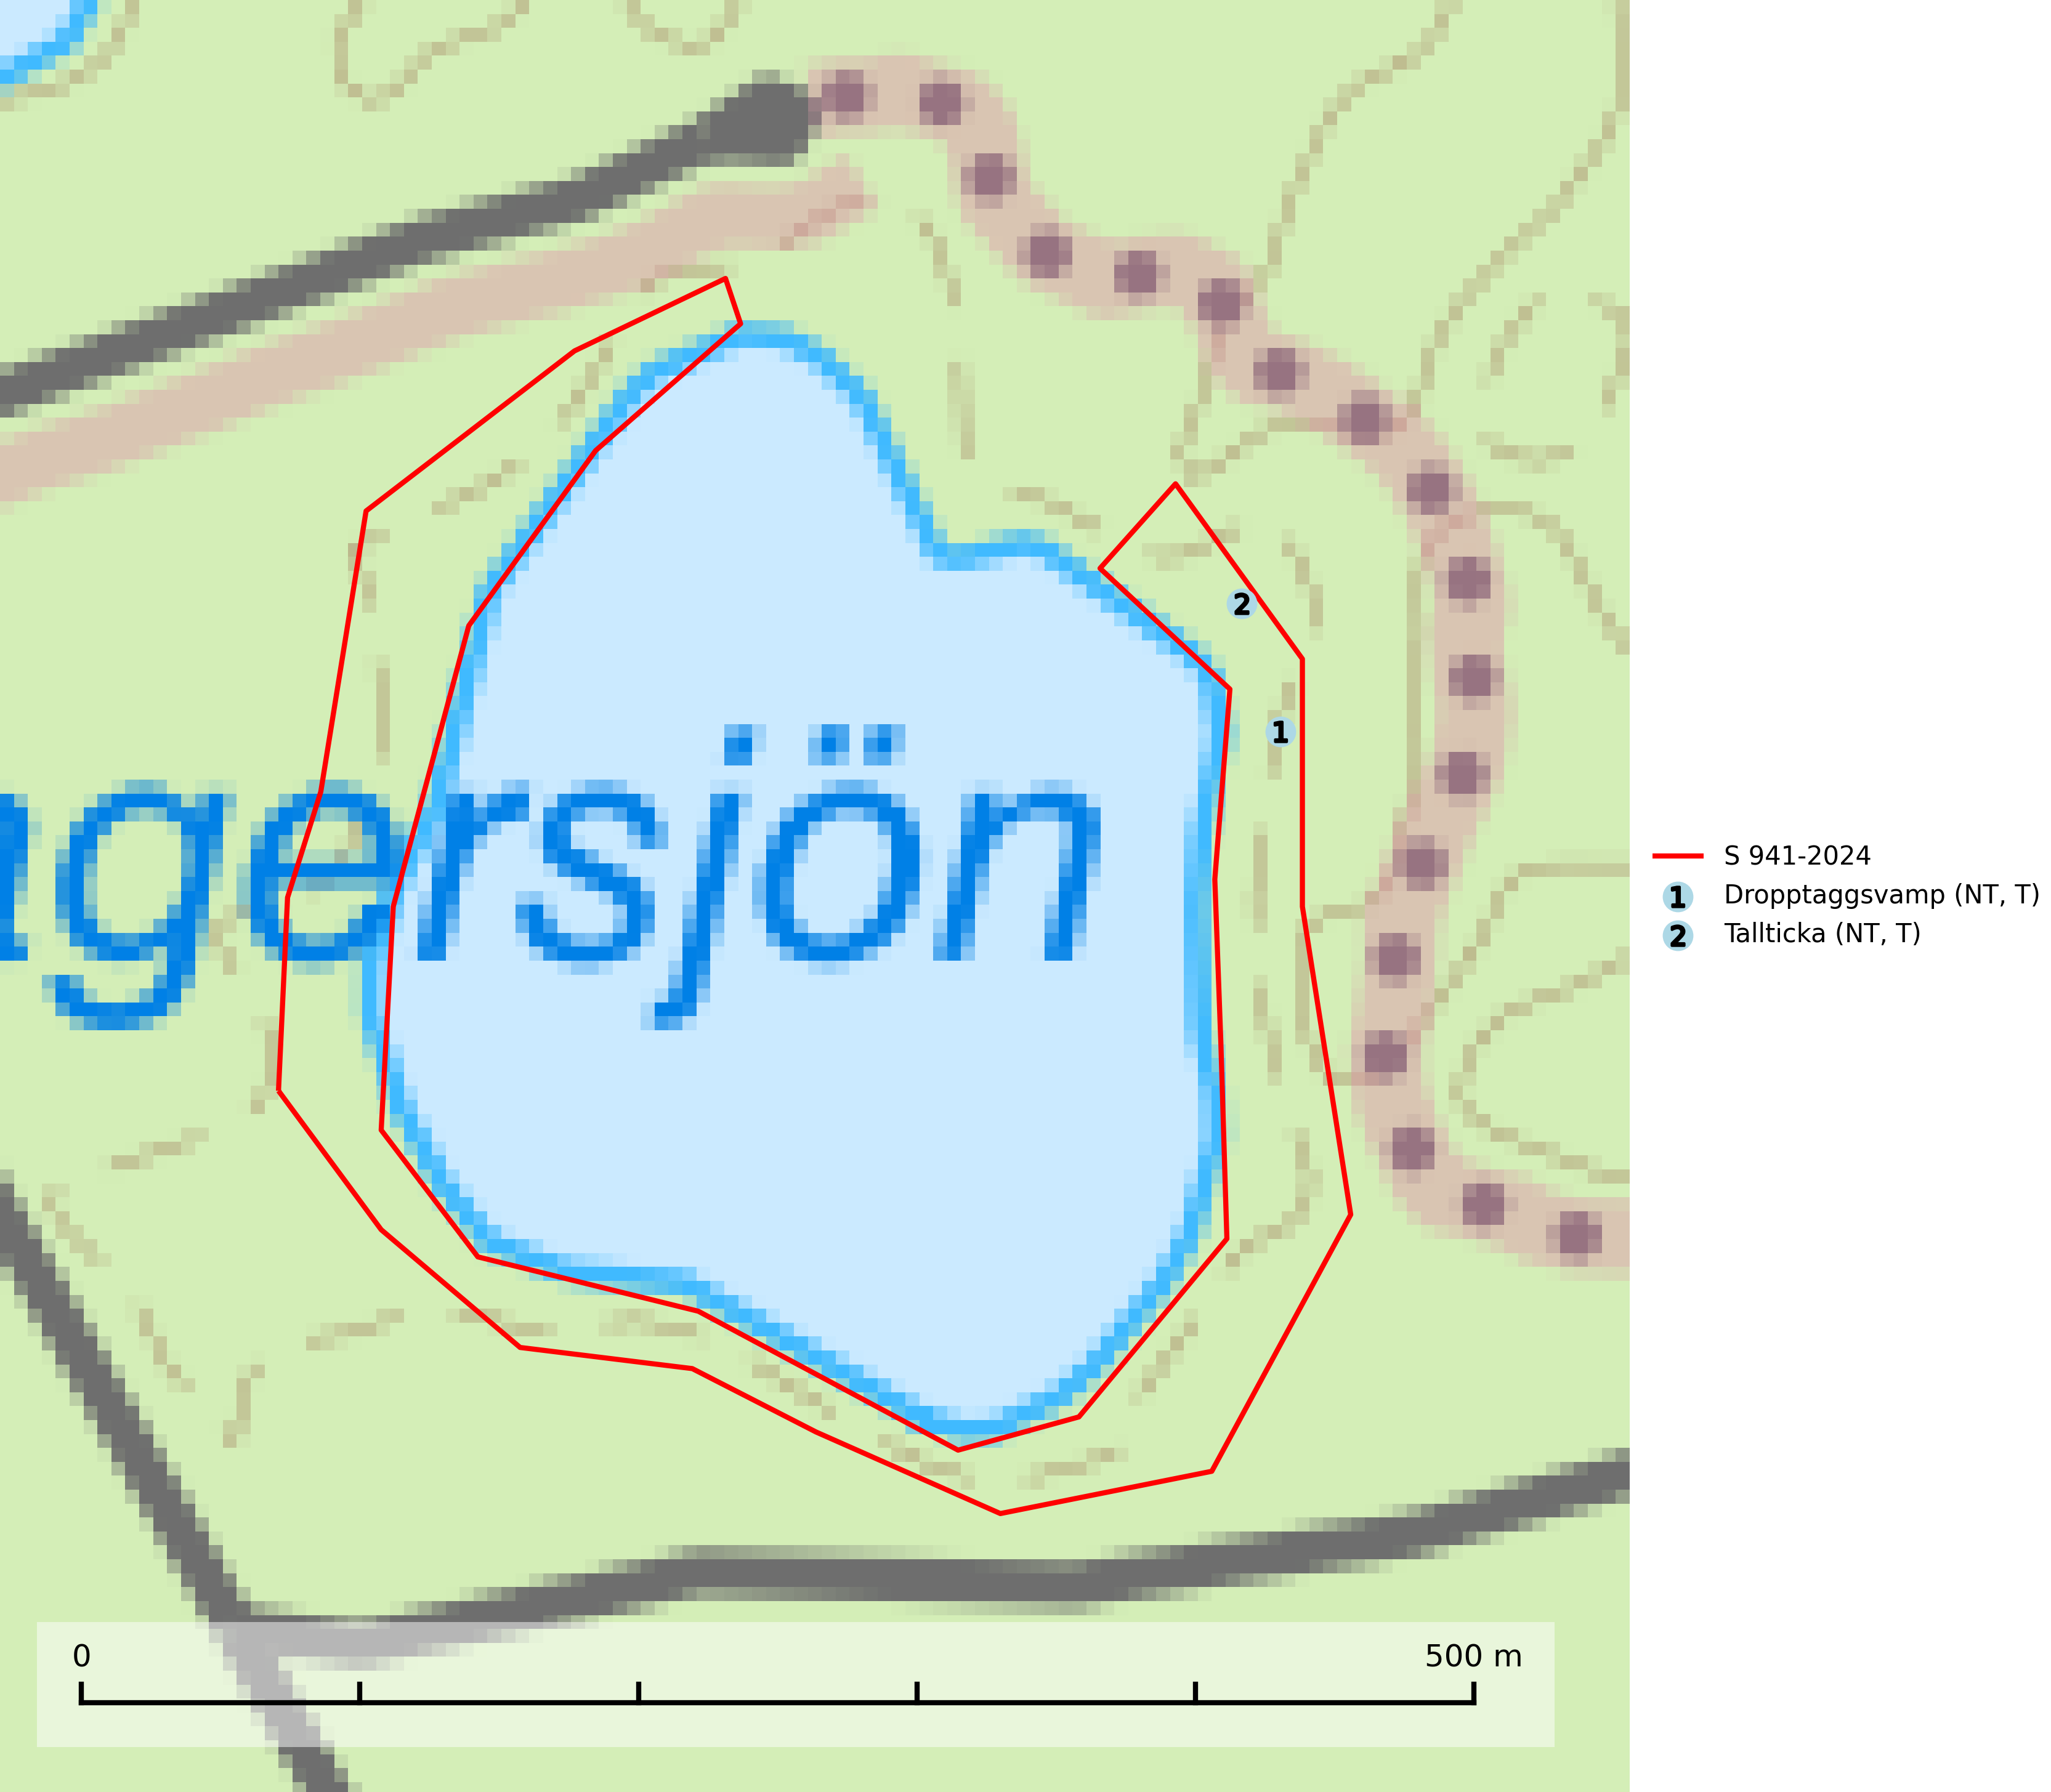 2
1
gersjön
S 941-2024
1 Dropptaggsvamp (NT, T)
2 Tallticka (NT, T)
0 500 m